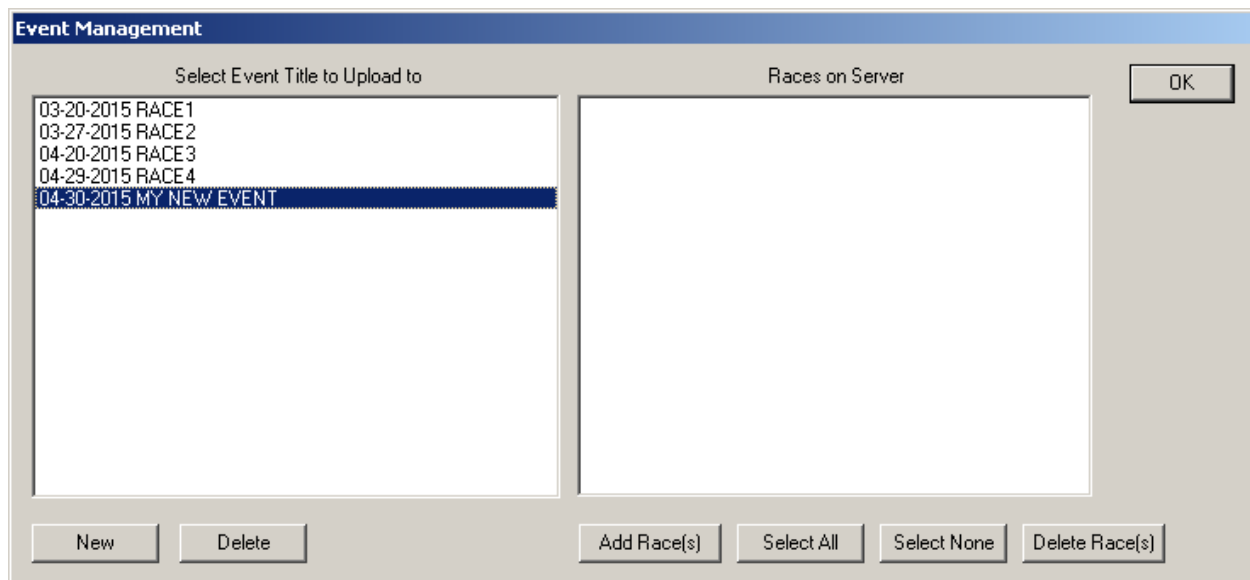 Event Management
Select Event Title to Upload to
Races on Server
OK
03-20-2015 RACE1
03-27-2015 RACE2
04-20-2015 RACE3
04-29-2015 RACE4
04-30-2015 MY NEW EVENT
New
Delete
Add Race(s)
Select All
Select None
Delete Race(s)